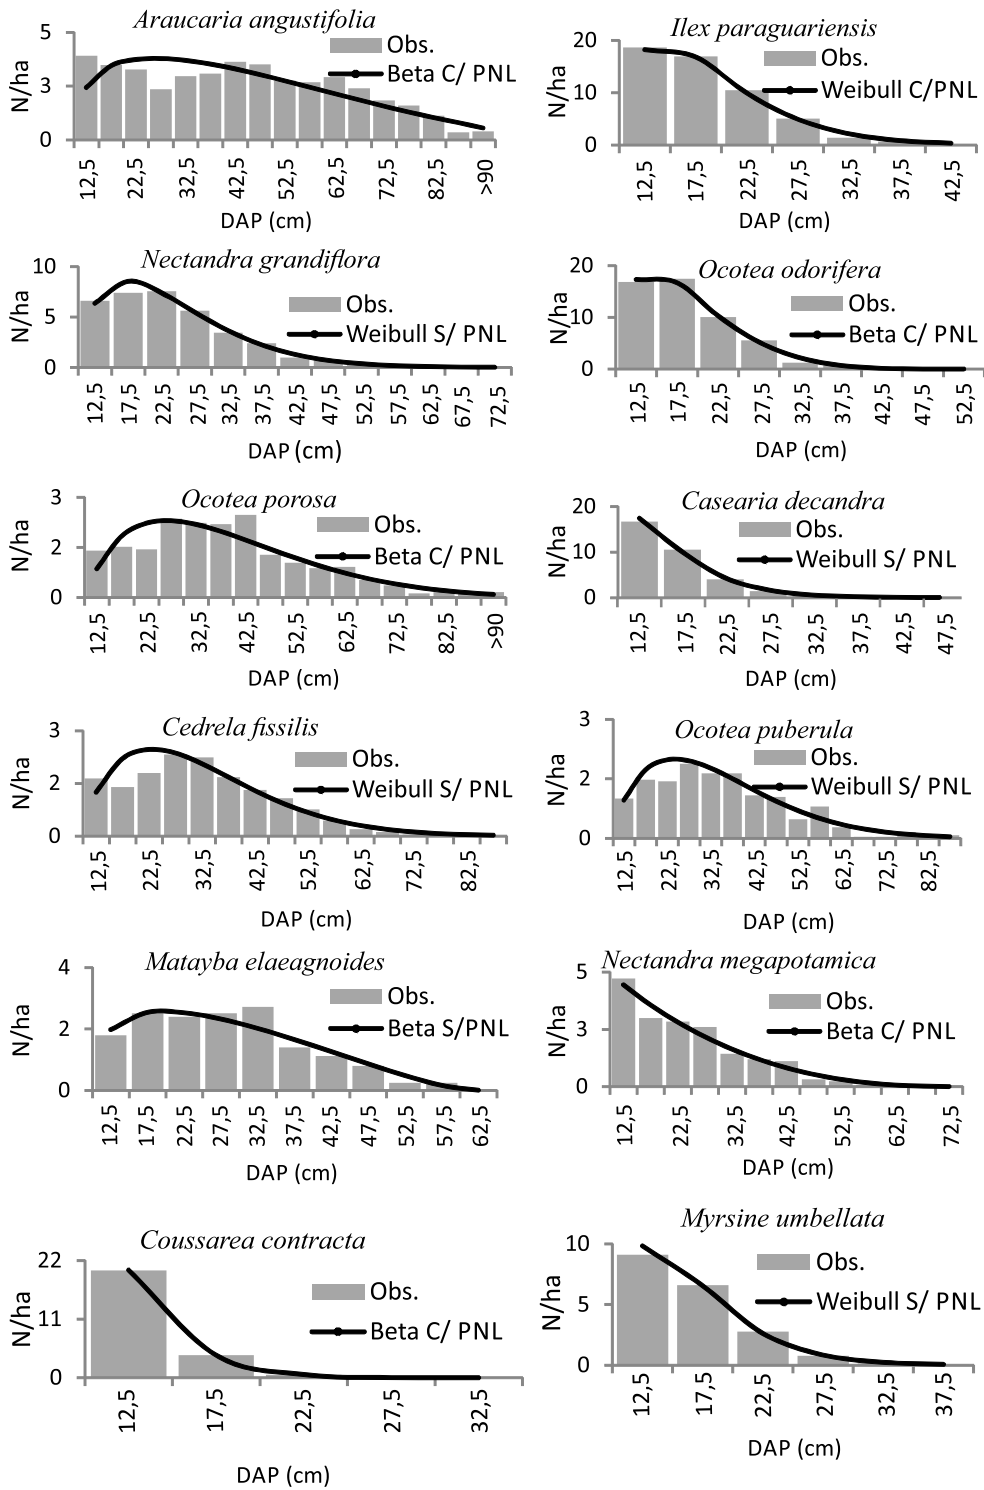 Araucaria angustifolia
5
3
0
N/ha
Obs.
Beta C/ PNL
12,5
22,5
32,5
42,5
52,5
62,5
72,5
82,5
>90
DAP (cm)
Ilex paraguariensis
20
10
0
N/ha
Obs.
Weibull C/PNL
12,5
17,5
22,5
27,5
32,5
37,5
42,5
DAP (cm)
Nectandra grandiflora
10
5
0
N/ha
Obs.
Weibull S/ PNL
12,5
17,5
22,5
27,5
32,5
37,5
42,5
47,5
52,5
57,5
62,5
67,5
72,5
DAP (cm)
Ocotea odorifera
20
10
0
N/ha
Obs.
Beta C/ PNL
12,5
17,5
22,5
27,5
32,5
37,5
42,5
47,5
52,5
DAP (cm)
Ocotea porosa
3
2
0
N/ha
Obs.
Beta C/ PNL
12,5
22,5
32,5
42,5
52,5
62,5
72,5
82,5
>90
DAP (cm)
Casearia decandra
20
10
0
N/ha
Obs.
Weibull S/ PNL
12,5
17,5
22,5
27,5
32,5
37,5
42,5
47,5
DAP (cm)
Cedrela fissilis
3
2
0
N/ha
Obs.
Weibull S/ PNL
12,5
22,5
32,5
42,5
52,5
62,5
72,5
82,5
DAP (cm)
Ocotea puberula
3
2
0
N/ha
Obs.
Weibull S/ PNL
12,5
22,5
32,5
42,5
52,5
62,5
72,5
82,5
DAP (cm)
Matayba elaeagnoides
4
2
0
N/ha
Obs.
Beta S/PNL
12,5
17,5
22,5
27,5
32,5
37,5
42,5
47,5
52,5
57,5
62,5
DAP (cm)
Nectandra megapotamica
5
3
0
N/ha
Obs.
Beta C/ PNL
12,5
22,5
32,5
42,5
52,5
62,5
72,5
DAP (cm)
Coussarea contracta
22
11
0
N/ha
Obs.
Beta C/ PNL
12,5
17,5
22,5
27,5
32,5
DAP (cm)
Myrsine umbellata
10
5
0
N/ha
Obs.
Weibull S/ PNL
12,5
17,5
22,5
27,5
32,5
37,5
DAP (cm)